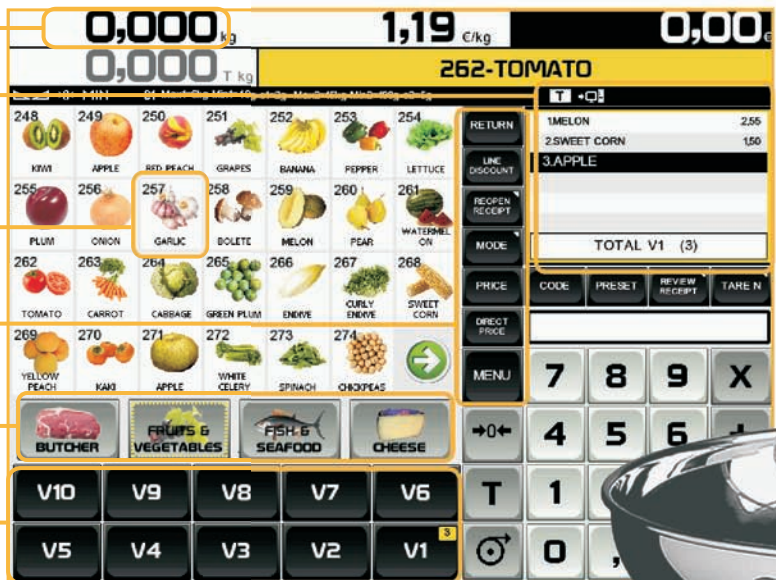 0,000 kg 1,19 €/kg 0,00 €
0,000 T kg 262-TOMATO
T
248 249 250 251 252 253 254
KIWI APPLE RED PEACH GRAPES BANANA PEPPER LETTUCE
255 256 257 258 259 260 261
PLUM ONION GARLIC BOLETE MELON PEAR WATERMEL
ON
262 263 264 265 266 267 268
TOMATO CARROT CABBAGE GREEN PLUM ENDIVE CURLY
ENDIVE SWEET
CORN
269 270 271 272 273 274
YELLOW
PEACH KAKI APPLE WHITE
CELERY SPINACH CHICKPEAS
BUTCHER FRUITS &
VEGETABLES FISH &
SEAFOOD CHEESE
V10 V9 V8 V7 V6
V5 V4 V3 V2 V1 3
RETURN
LINE
DISCOUNT
REOPEN
RECEIPT
MODE
PRICE
DIRECT
PRICE
MENU
→0←
T
1.MELON 2,55
2.SWEET CORN 1,50
3.APPLE
TOTAL V1 (3)
CODE PRESET REVIEW
RECEIPT TARE N
7 8 9 X
4 5 6
1
0 ,